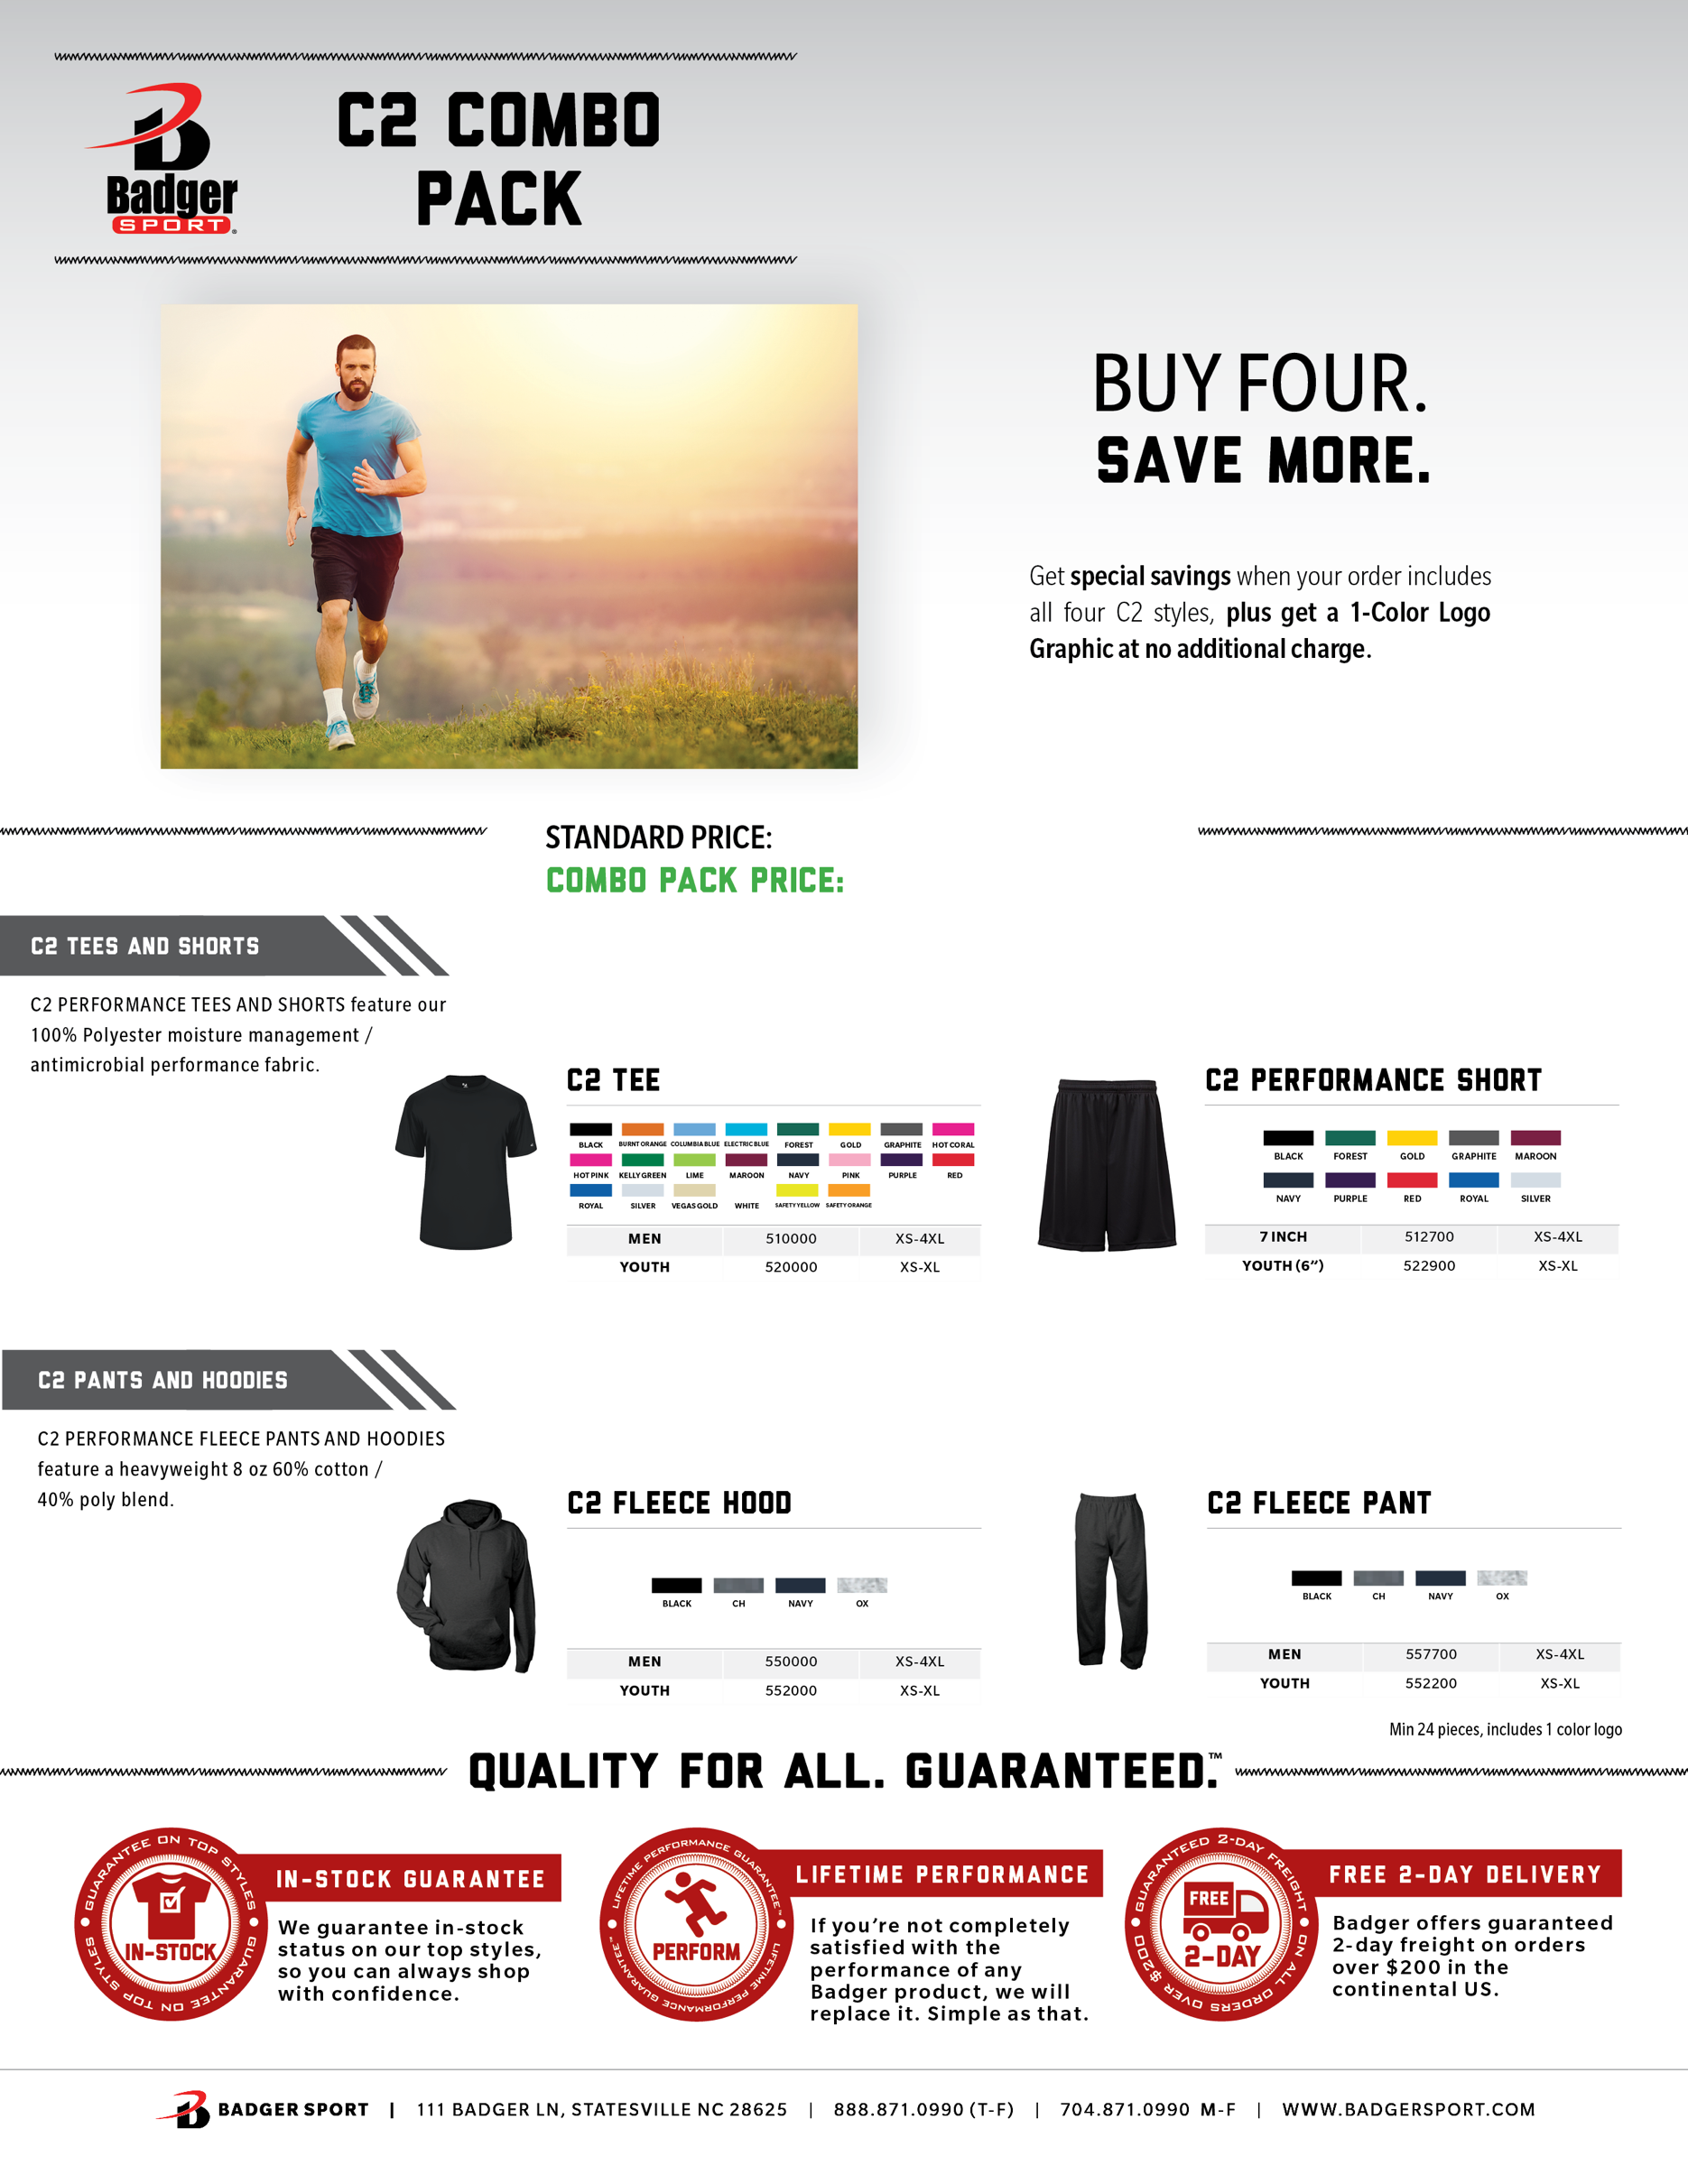 Badger
SPORT®
C2 COMBO
PACK
BUY FOUR.
SAVE MORE.
Get special savings when your order includes
all four C2 styles, plus get a 1-Color Logo
Graphic at no additional charge.
STANDARD PRICE:
COMBO PACK PRICE:
C2 TEES AND SHORTS
C2 PERFORMANCE TEES AND SHORTS feature our
100% Polyester moisture management /
antimicrobial performance fabric.
C2 TEE
BLACK BURNT ORANGE COLUMBIA BLUE ELECTRIC BLUE FOREST GOLD GRAPHITE HOT CORAL
HOT PINK KELLY GREEN LIME MAROON NAVY PINK PURPLE RED
ROYAL SILVER VEGAS GOLD WHITE SAFETY YELLOW SAFETY ORANGE
MEN 510000 XS-4XL
YOUTH 520000 XS-XL
C2 PERFORMANCE SHORT
BLACK FOREST GOLD GRAPHITE MAROON
NAVY PURPLE RED ROYAL SILVER
7 INCH 512700 XS-4XL
YOUTH (6”) 522900 XS-XL
C2 PANTS AND HOODIES
C2 PERFORMANCE FLEECE PANTS AND HOODIES
feature a heavyweight 8 oz 60% cotton /
40% poly blend.
C2 FLEECE HOOD
BLACK CH NAVY OX
MEN 550000 XS-4XL
YOUTH 552000 XS-XL
C2 FLEECE PANT
BLACK CH NAVY OX
MEN 557700 XS-4XL
YOUTH 552200 XS-XL
Min 24 pieces, includes 1 color logo
QUALITY FOR ALL. GUARANTEED.™
GUARANTEE ON TOP STYLES • GUARANTEE ON TOP STYLES •
IN-STOCK
IN-STOCK GUARANTEE
We guarantee in-stock
status on our top styles,
so you can always shop
with confidence.
LIFETIME PERFORMANCE GUARANTEE™ • LIFETIME PERFORMANCE GUARANTEE™ •
PERFORM
LIFETIME PERFORMANCE
If you’re not completely
satisfied with the
performance of any
Badger product, we will
replace it. Simple as that.
GUARANTEED 2-DAY FREIGHT • ON ALL ORDERS OVER $200 •
FREE
2-DAY
FREE 2-DAY DELIVERY
Badger offers guaranteed
2-day freight on orders
over $200 in the
continental US.
BADGER SPORT | 111 BADGER LN, STATESVILLE NC 28625 | 888.871.0990 (T-F) | 704.871.0990 M-F | WWW.BADGERSPORT.COM